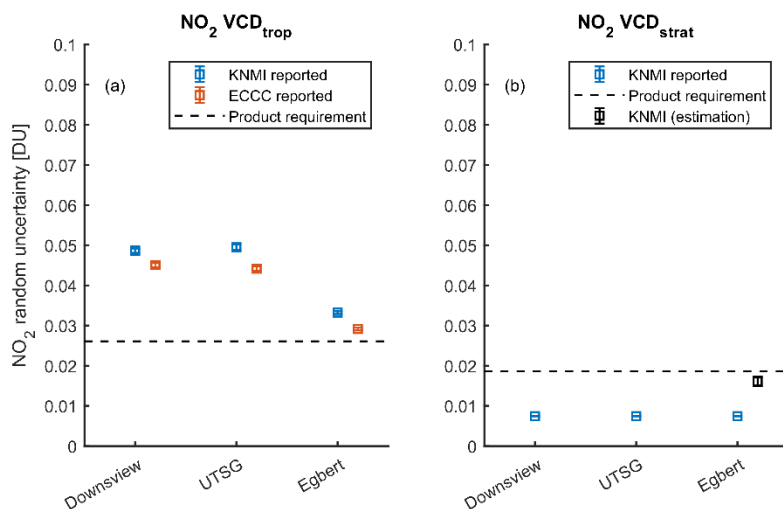 NO2 VCDtrop
NO2 random uncertainty [DU]
0.1
0.09
0.08
0.07
0.06
0.05
0.04
0.03
0.02
0.01
0
(a)
KNMI reported
ECCC reported
Product requirement
Downsview
UTSG
Egbert
NO2 VCDstrat
0.1
0.09
0.08
0.07
0.06
0.05
0.04
0.03
0.02
0.01
0
(b)
KNMI reported
Product requirement
KNMI (estimation)
Downsview
UTSG
Egbert